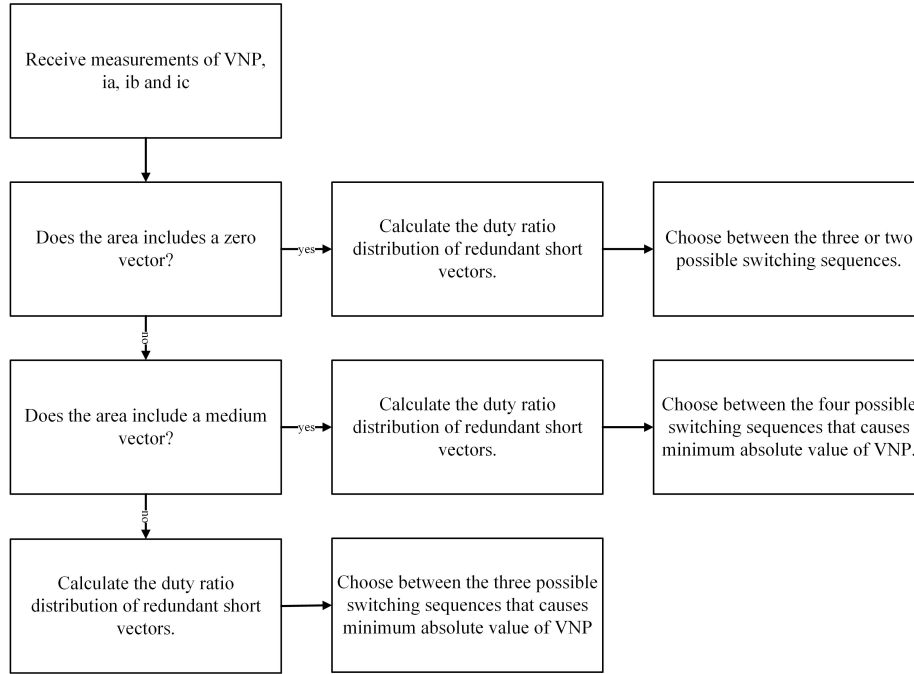 Receive measurements of VNP,
ia, ib and ic
Does the area includes a zero
vector?
yes
Calculate the duty ratio
distribution of redundant short
vectors.
Choose between the three or two
possible switching sequences.
no
Does the area include a medium
vector?
yes
Calculate the duty ratio
distribution of redundant short
vectors.
Choose between the four possible
switching sequences that causes
minimum absolute value of VNP.
no
Calculate the duty ratio
distribution of redundant short
vectors.
Choose between the three possible
switching sequences that causes
minimum absolute value of VNP